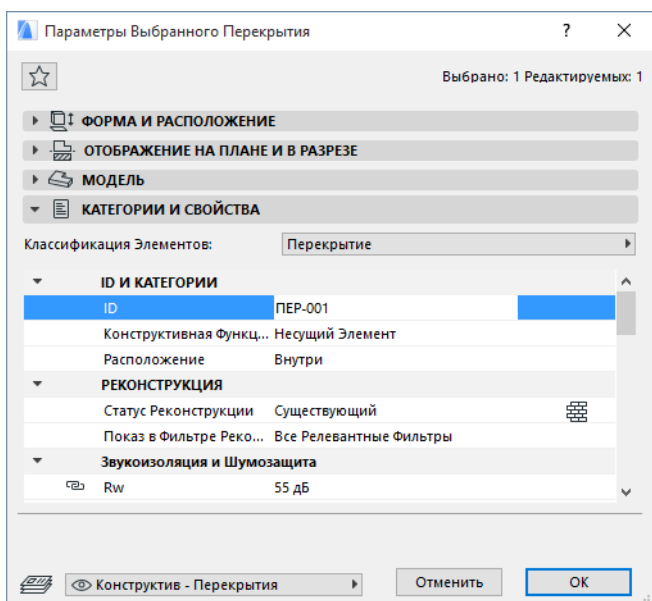 Параметры Выбранного Перекрытия ?
Выбрано: 1 Редактируемых: 1
ФОРМА И РАСПОЛОЖЕНИЕ
ОТОБРАЖЕНИЕ НА ПЛАНЕ И В РАЗРЕЗЕ
МОДЕЛЬ
КАТЕГОРИИ И СВОЙСТВА
Классификация Элементов: Перекрытие
ID И КАТЕГОРИИ
ID ПЕР-001
Конструктивная Функц... Несущий Элемент
Расположение Внутри
РЕКОНСТРУКЦИЯ
Статус Реконструкции Существующий
Показ в Фильтре Реко... Все Релевантные Фильтры
Звукоизоляция и Шумозащита
Rw 55 дБ
Конструктив - Перекрытия Отменить ОК